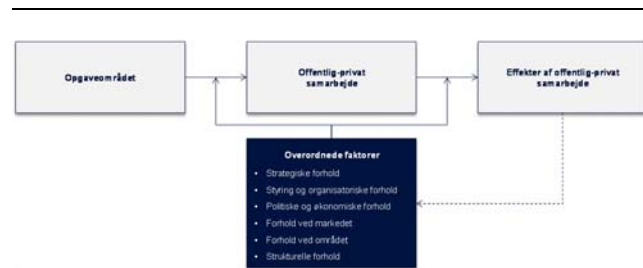 Opgaveområdet
Offentlig-privat
samarbejde
Effekter af offentlig-privat
samarbejde
Overordnede faktorer
• Strategiske forhold
• Styring og organisatoriske forhold
• Politiske og økonomiske forhold
• Forhold ved markedet
• Forhold ved området
• Strukturelle forhold